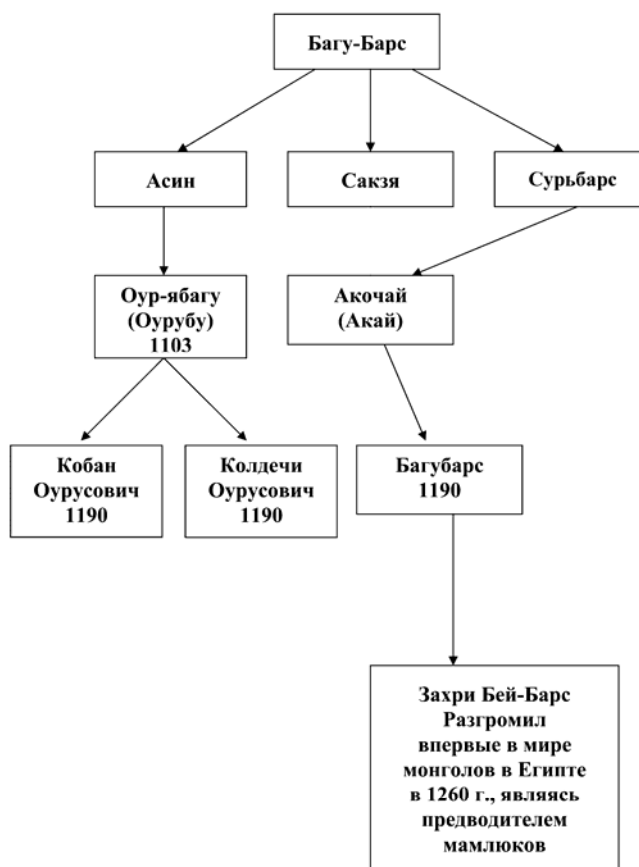 Багу-Барс
Асин
Сакзя
Сурьбарс
Оур-ябагу
(Оурубу)
1103
Акочай
(Акай)
Кобан
Оурусович
1190
Колдечи
Оурусович
1190
Багубарс
1190
Захри Бей-Барс
Разгромил
впервые в мире
монголов в Египте
в 1260 г., являясь
предводителем
мамлюков